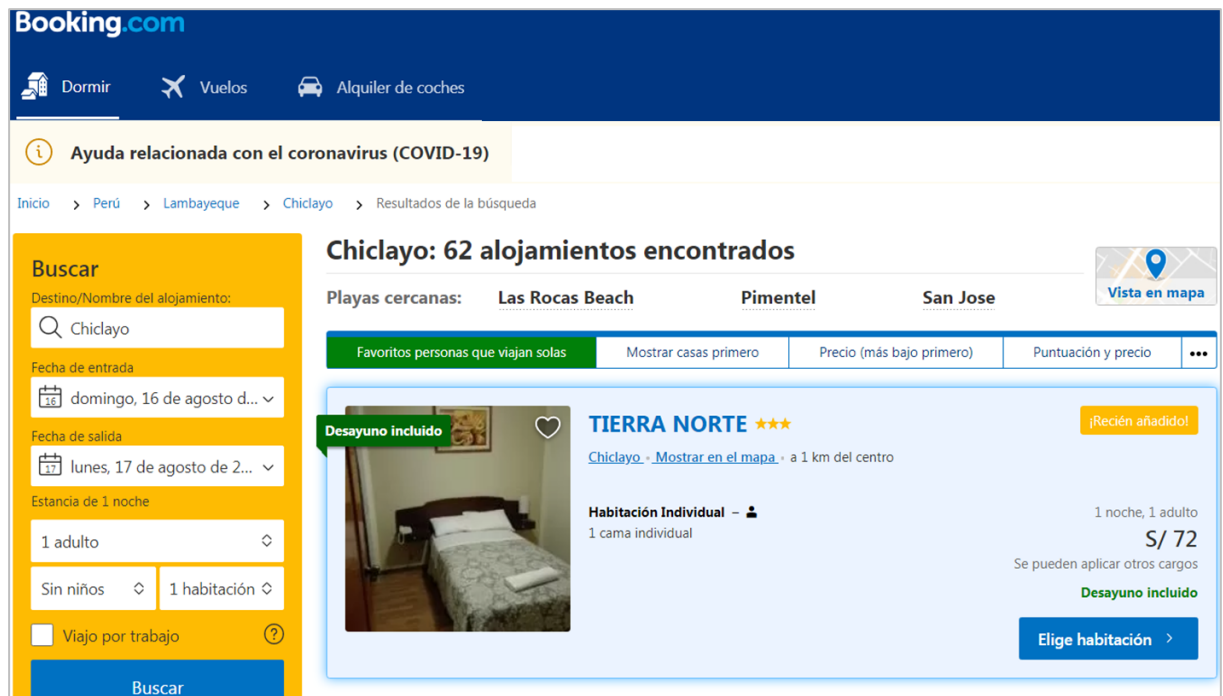 Booking.com
Dormir
Vuelos
Alquiler de coches
Ayuda relacionada con el coronavirus (COVID-19)
Inicio > Perú > Lambayeque > Chiclayo > Resultados de la búsqueda
Buscar
Destino/Nombre del alojamiento:
Chiclayo
Fecha de entrada
16
domingo, 16 de agosto d...
Fecha de salida
17
lunes, 17 de agosto de 2...
Estancia de 1 noche
1 adulto
Sin niños
1 habitación
Viajo por trabajo
?
Buscar
Chiclayo: 62 alojamientos encontrados
Playas cercanas: Las Rocas Beach Pimentel San Jose
Vista en mapa
Favoritos personas que viajan solas
Mostrar casas primero
Precio (más bajo primero)
Puntuación y precio
•••
Desayuno incluido
TIERRA NORTE
¡Recién añadido!
Chiclayo • Mostrar en el mapa • a 1 km del centro
Habitación Individual –
1 cama individual
1 noche, 1 adulto
S/ 72
Se pueden aplicar otros cargos
Desayuno incluido
Elige habitación >